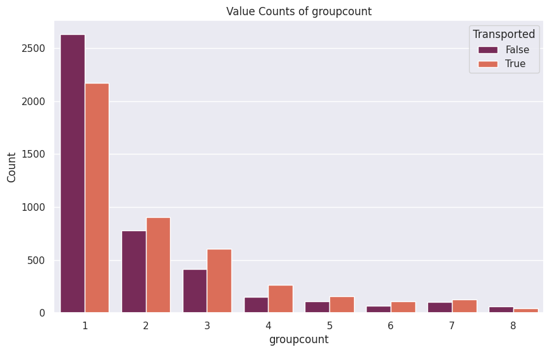 Value Counts of groupcount
Transported
False
True
2500
2000
1500
1000
500
0
Count
1 2 3 4 5 6 7 8
groupcount